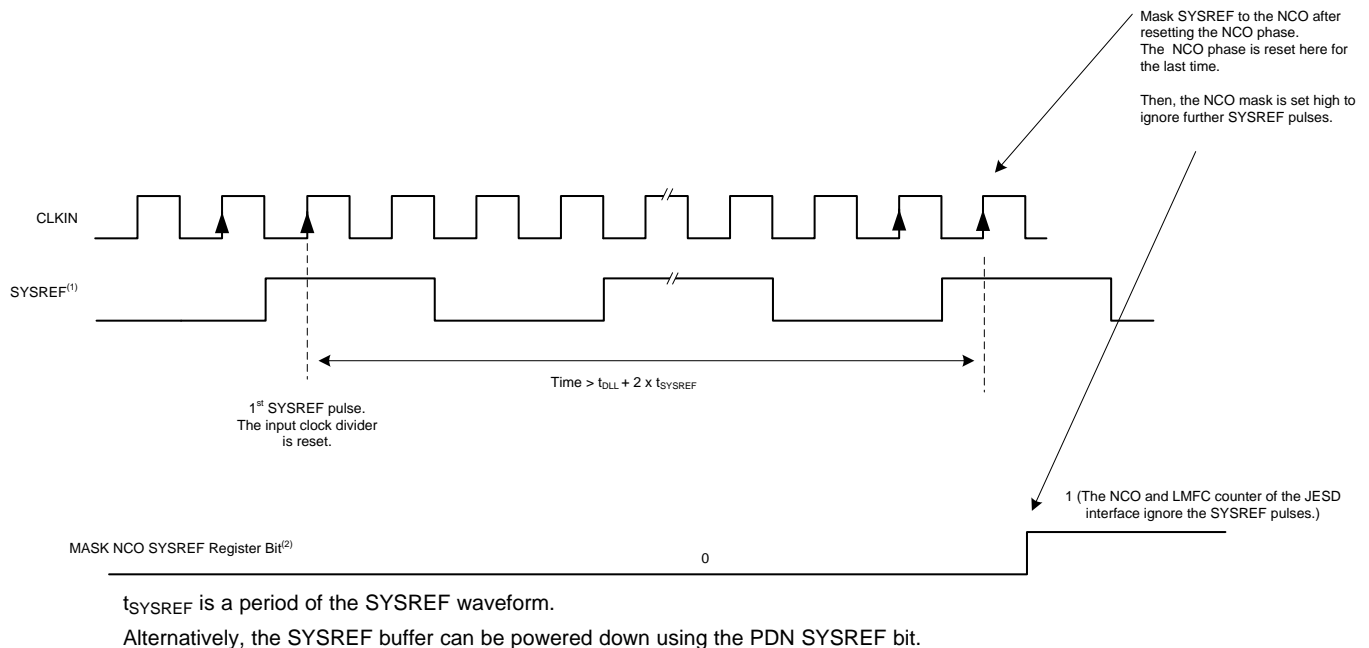 Mask SYSREF to the NCO after
resetting the NCO phase.
The NCO phase is reset here for
the last time.
Then, the NCO mask is set high to
ignore further SYSREF pulses.
CLKIN
SYSREF(1)
Time > tDLL + 2 x tSYSREF
1st SYSREF pulse.
The input clock divider
is reset.
1 (The NCO and LMFC counter of the JESD
interface ignore the SYSREF pulses.)
MASK NCO SYSREF Register Bit(2)
0
tSYSREF is a period of the SYSREF waveform.
Alternatively, the SYSREF buffer can be powered down using the PDN SYSREF bit.